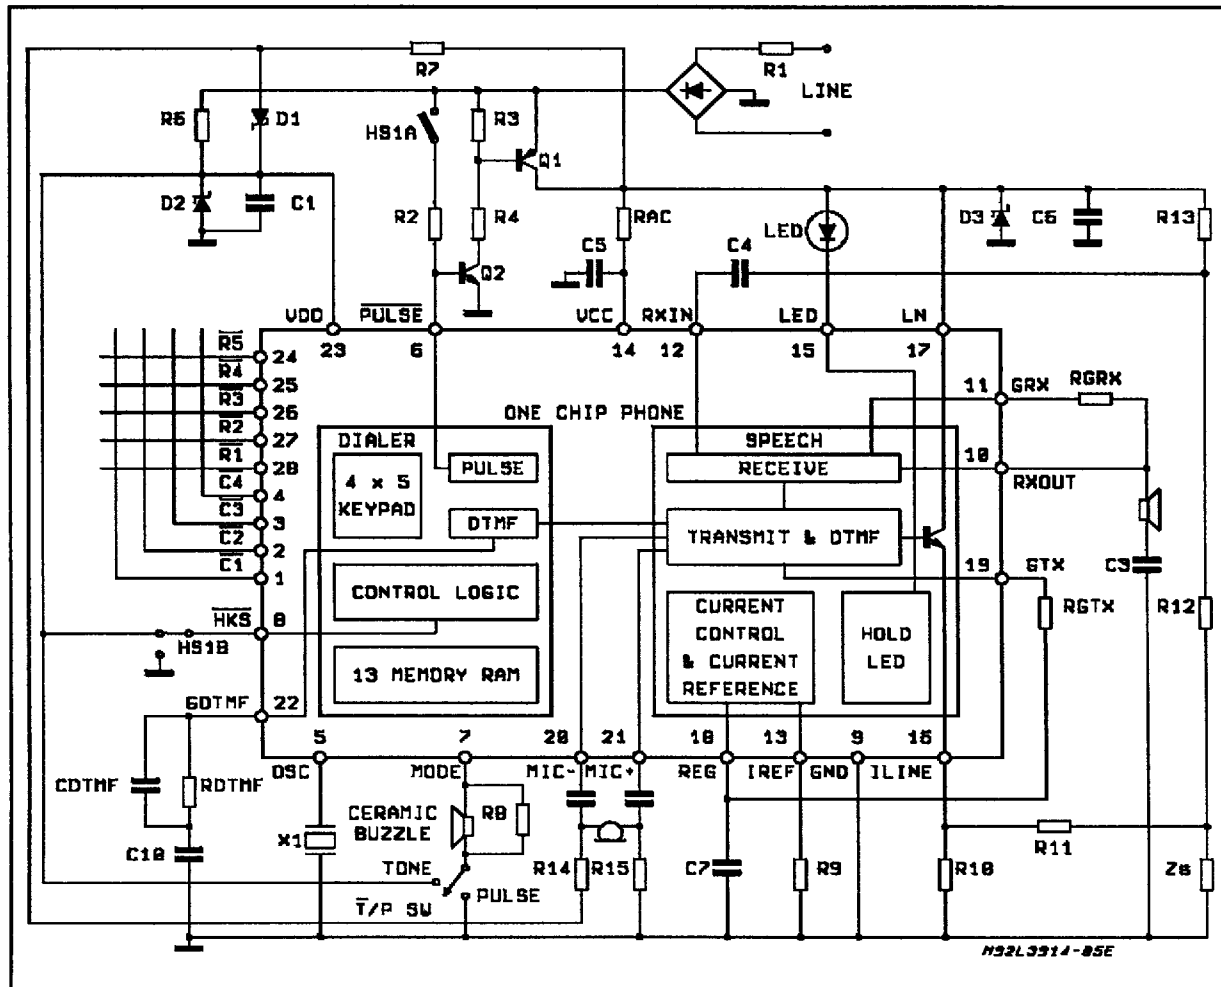 R7
R1
LINE
R6
D1
HS1A
R3
Q1
D2
C1
R2
R4
RAC
LED
D3
C6
R13
C5
C4
Q2
VDD
PULSE
VCC
RXIN
LED
LN
23
6
14
12
15
17
R5
24
R4
25
R3
26
R2
27
R1
28
C4
4
C3
3
C2
2
C1
1
HKS
8
HS1B
GDTMF
22
11
GRX
RGRX
10
RXOUT
C3
19
GTX
RGTX
R12
ONE CHIP PHONE
DIALER
4 x 5
KEYPAD
PULSE
DTMF
CONTROL LOGIC
13 MEMORY RAM
SPEECH
RECEIVE
TRANSMIT & DTMF
CURRENT
CONTROL
& CURRENT
REFERENCE
HOLD
LED
5
7
20
21
18
13
9
16
OSC
MODE
MIC-
MIC+
REG
IREF
GND
ILINE
CDTMF
RDTMF
C10
X1
CERAMIC
BUZZLE
R8
TONE
PULSE
T/P SW
R14
R15
C7
R9
R10
R11
Zs
M92L3914-05E